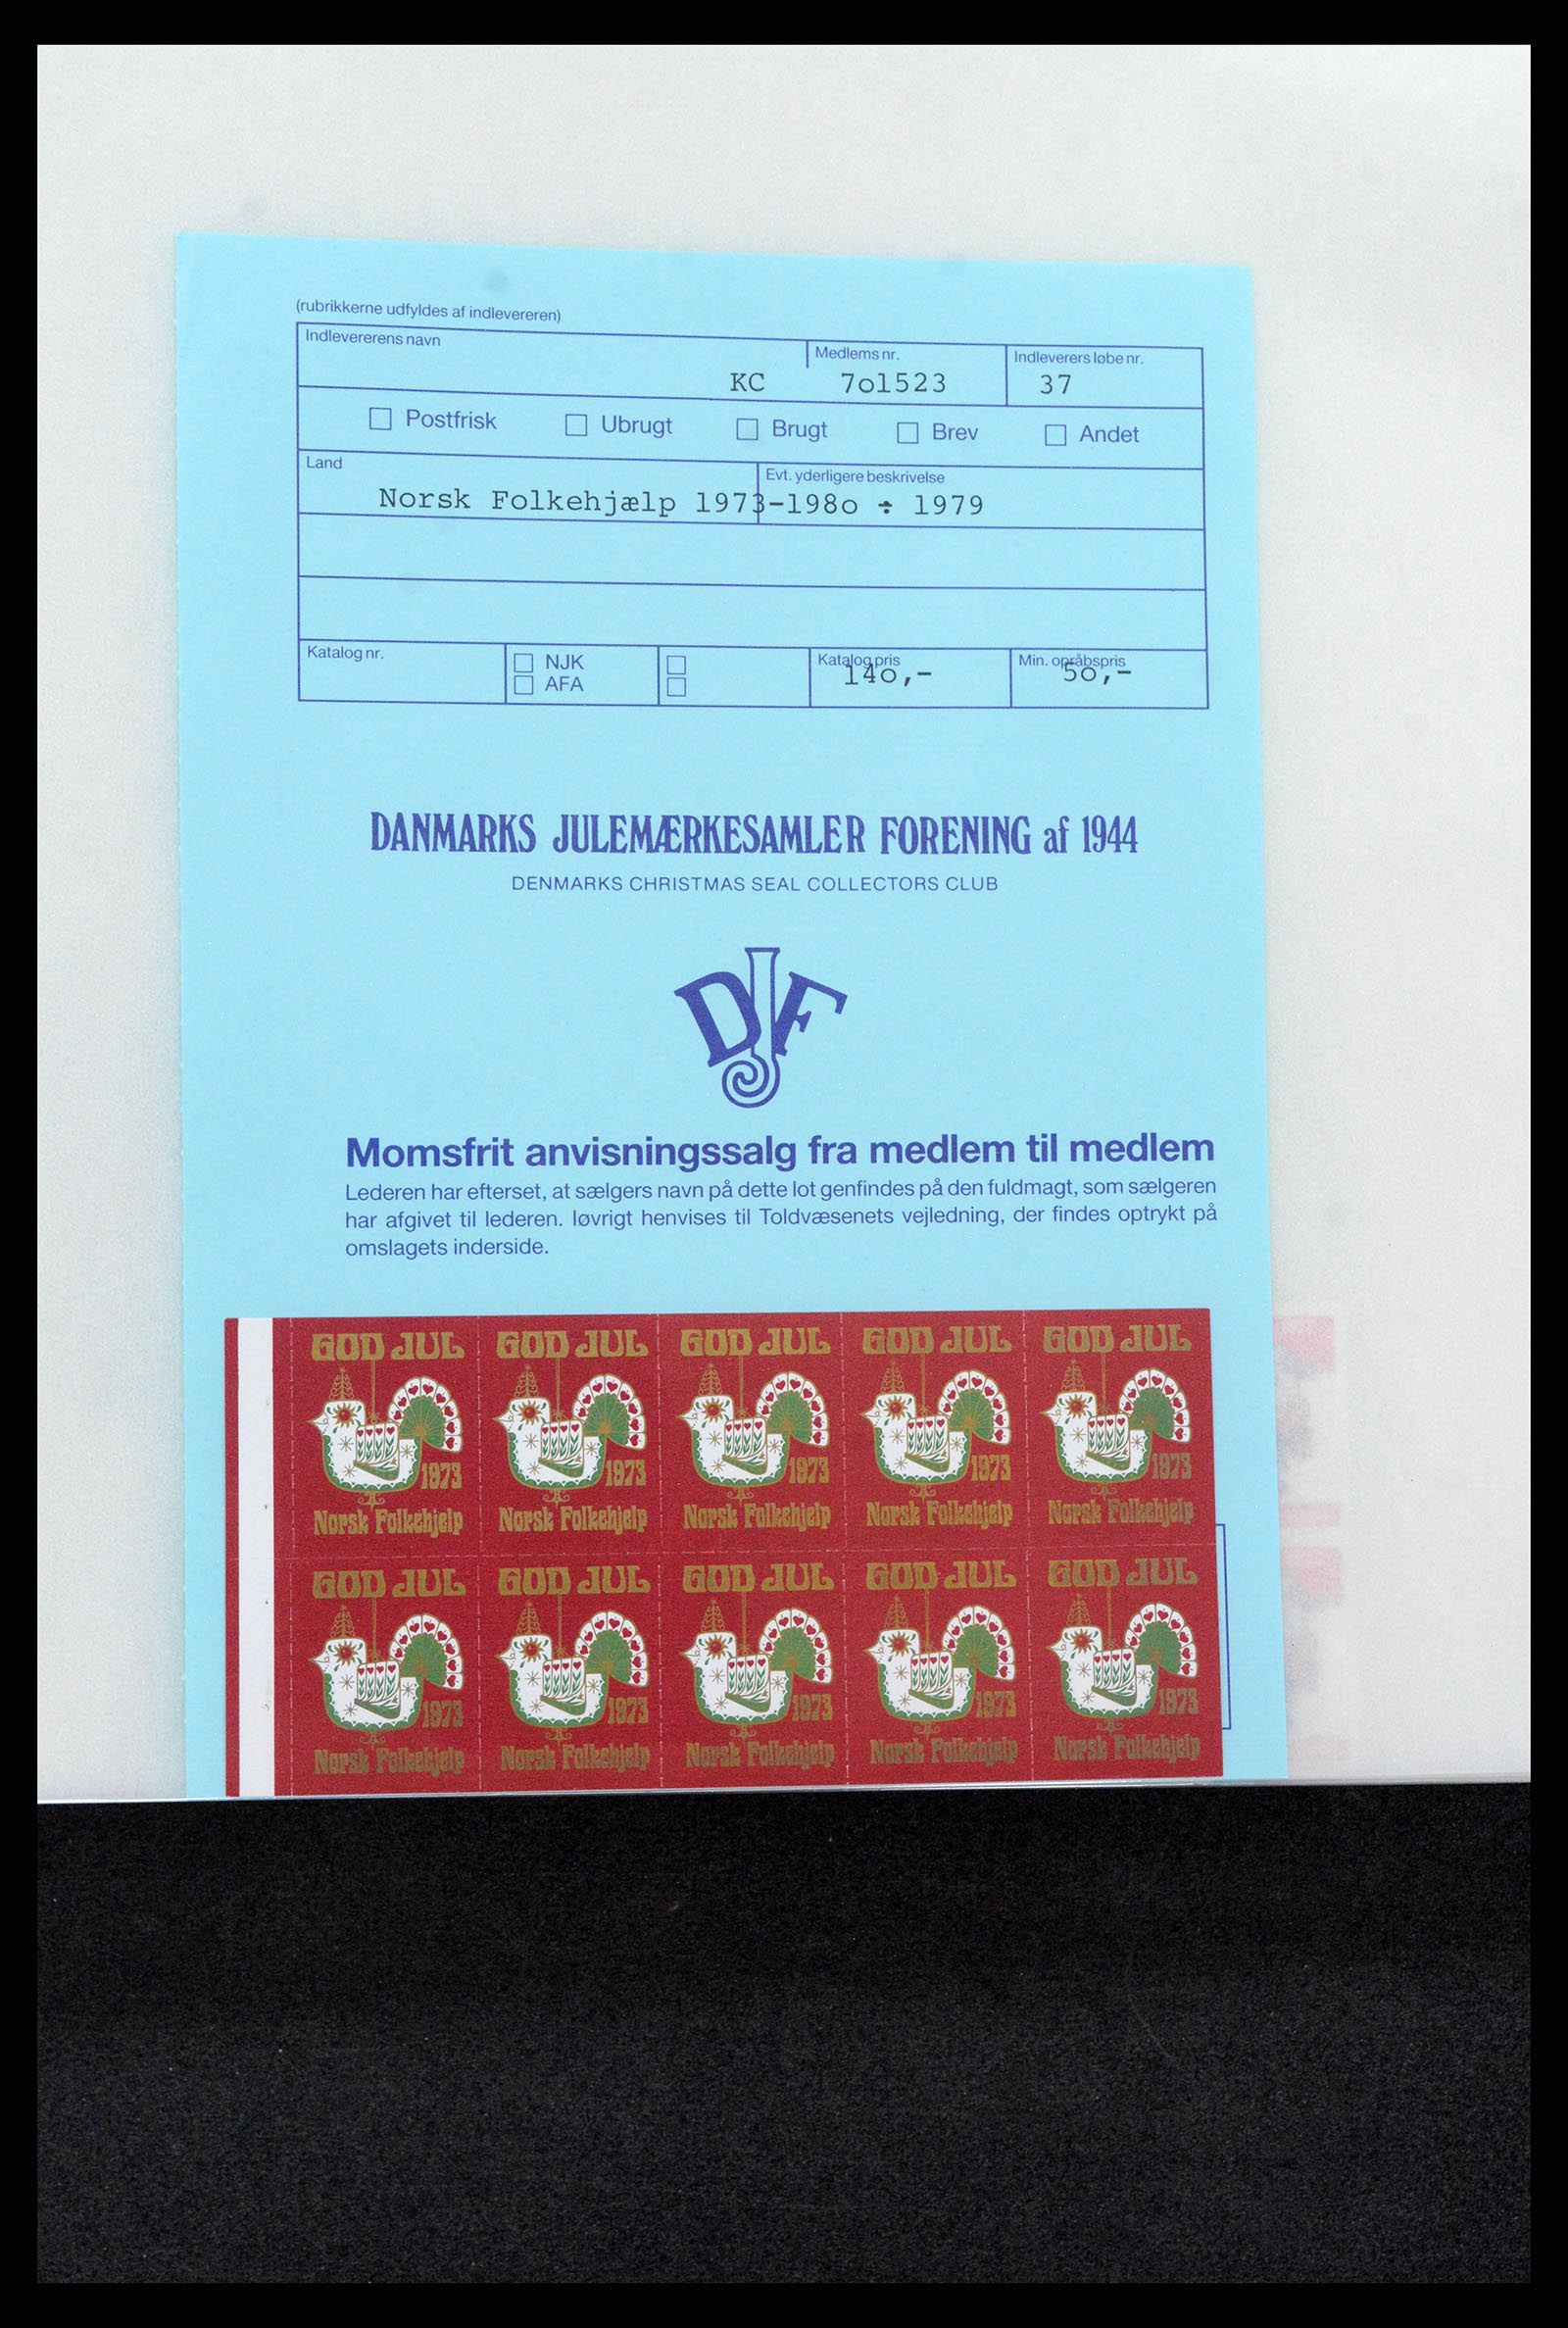 (rubrikkerne udfyldes af indlevereren)
Indlevererens navn
Medlems nr.
Indleverers løbe nr.
KC 7o1523 37
Postfrisk Ubrugt Brugt Brev Andet
Land
Evt. yderligere beskrivelse
Norsk Folkehjælp 1973-198o ÷ 1979
Katalog nr.
NJK
AFA
Katalog pris
14o,-
Min. opråbspris
5o,-
DANMARKS JULEMÆRKESAMLER FORENING af 1944
DENMARKS CHRISTMAS SEAL COLLECTORS CLUB
DJF
Momsfrit anvisningssalg fra medlem til medlem
Lederen har efterset, at sælgers navn på dette lot genfindes på den fuldmagt, som sælgeren
har afgivet til lederen. Iøvrigt henvises til Toldvæsenets vejledning, der findes optrykt på
omslagets inderside.
GOD JUL GOD JUL GOD JUL GOD JUL GOD JUL
1973 1973 1973 1973 1973
Norsk Folkehjelp Norsk Folkehjelp Norsk Folkehjelp Norsk Folkehjelp Norsk Folkehjelp
GOD JUL GOD JUL GOD JUL GOD JUL GOD JUL
1973 1973 1973 1973 1973
Norsk Folkehjelp Norsk Folkehjelp Norsk Folkehjelp Norsk Folkehjelp Norsk Folkehjelp